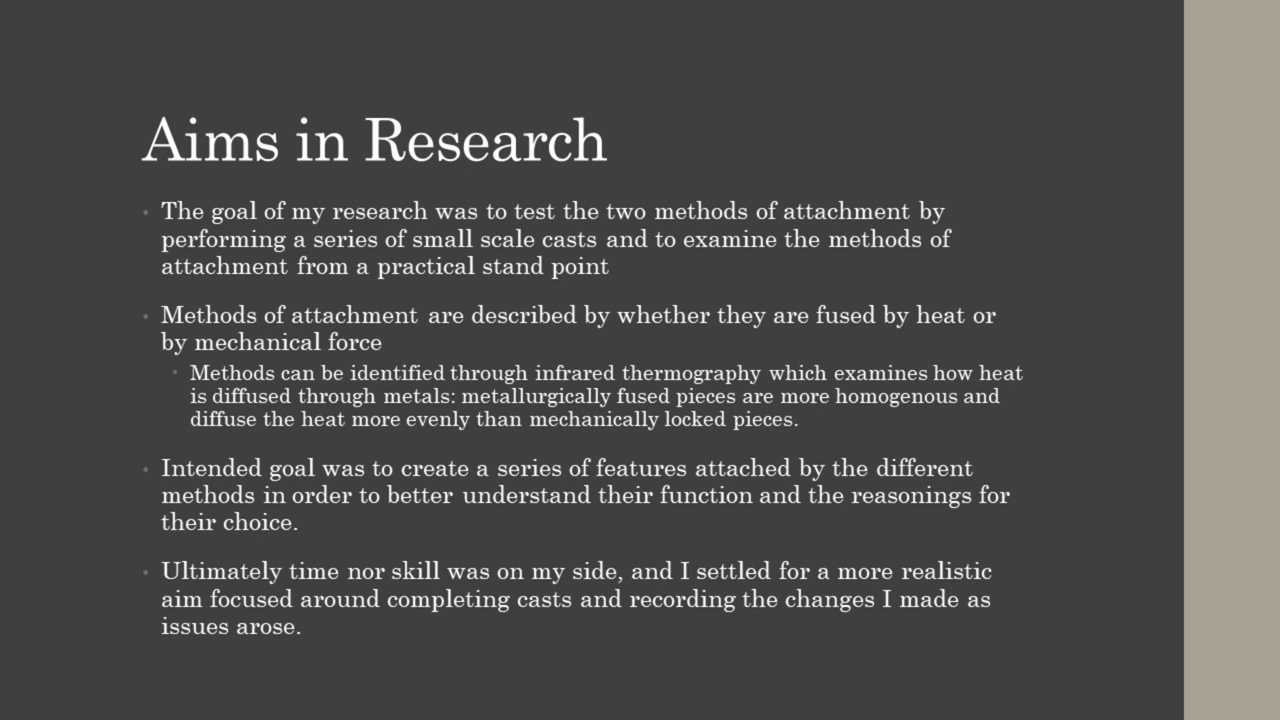 Aims in Research
• The goal of my research was to test the two methods of attachment by
performing a series of small scale casts and to examine the methods of
attachment from a practical stand point
• Methods of attachment are described by whether they are fused by heat or
by mechanical force
• Methods can be identified through infrared thermography which examines how heat
is diffused through metals: metallurgically fused pieces are more homogenous and
diffuse the heat more evenly than mechanically locked pieces.
• Intended goal was to create a series of features attached by the different
methods in order to better understand their function and the reasonings for
their choice.
• Ultimately time nor skill was on my side, and I settled for a more realistic
aim focused around completing casts and recording the changes I made as
issues arose.